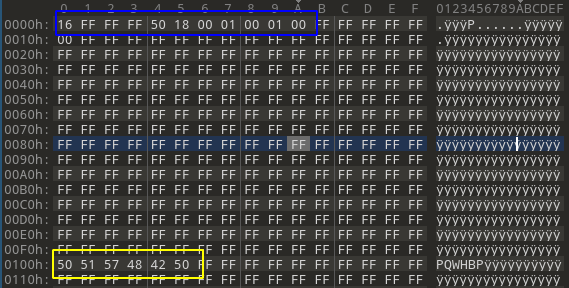 0 1 2 3 4 5 6 7 8 9 A B C D E F 0123456789ABCDEF
0000h: 16 FF FF FF 50 18 00 01 00 01 00 FF FF FF FF FF .ÿÿÿP......ÿÿÿÿÿ
0010h: 00 FF FF FF FF FF FF FF FF FF FF FF FF FF FF FF .ÿÿÿÿÿÿÿÿÿÿÿÿÿÿÿ
0020h: FF FF FF FF FF FF FF FF FF FF FF FF FF FF FF FF ÿÿÿÿÿÿÿÿÿÿÿÿÿÿÿÿ
0030h: FF FF FF FF FF FF FF FF FF FF FF FF FF FF FF FF ÿÿÿÿÿÿÿÿÿÿÿÿÿÿÿÿ
0040h: FF FF FF FF FF FF FF FF FF FF FF FF FF FF FF FF ÿÿÿÿÿÿÿÿÿÿÿÿÿÿÿÿ
0050h: FF FF FF FF FF FF FF FF FF FF FF FF FF FF FF FF ÿÿÿÿÿÿÿÿÿÿÿÿÿÿÿÿ
0060h: FF FF FF FF FF FF FF FF FF FF FF FF FF FF FF FF ÿÿÿÿÿÿÿÿÿÿÿÿÿÿÿÿ
0070h: FF FF FF FF FF FF FF FF FF FF FF FF FF FF FF FF ÿÿÿÿÿÿÿÿÿÿÿÿÿÿÿÿ
0080h: FF FF FF FF FF FF FF FF FF FF FF FF FF FF FF FF ÿÿÿÿÿÿÿÿÿÿÿÿÿÿÿÿ
0090h: FF FF FF FF FF FF FF FF FF FF FF FF FF FF FF FF ÿÿÿÿÿÿÿÿÿÿÿÿÿÿÿÿ
00A0h: FF FF FF FF FF FF FF FF FF FF FF FF FF FF FF FF ÿÿÿÿÿÿÿÿÿÿÿÿÿÿÿÿ
00B0h: FF FF FF FF FF FF FF FF FF FF FF FF FF FF FF FF ÿÿÿÿÿÿÿÿÿÿÿÿÿÿÿÿ
00C0h: FF FF FF FF FF FF FF FF FF FF FF FF FF FF FF FF ÿÿÿÿÿÿÿÿÿÿÿÿÿÿÿÿ
00D0h: FF FF FF FF FF FF FF FF FF FF FF FF FF FF FF FF ÿÿÿÿÿÿÿÿÿÿÿÿÿÿÿÿ
00E0h: FF FF FF FF FF FF FF FF FF FF FF FF FF FF FF FF ÿÿÿÿÿÿÿÿÿÿÿÿÿÿÿÿ
00F0h: FF FF FF FF FF FF FF FF FF FF FF FF FF FF FF FF ÿÿÿÿÿÿÿÿÿÿÿÿÿÿÿÿ
0100h: 50 51 57 48 42 50 FF FF FF FF FF FF FF FF FF FF PQWHBPÿÿÿÿÿÿÿÿÿÿ
0110h: FF FF FF FF FF FF FF FF FF FF FF FF FF FF FF FF ÿÿÿÿÿÿÿÿÿÿÿÿÿÿÿÿ